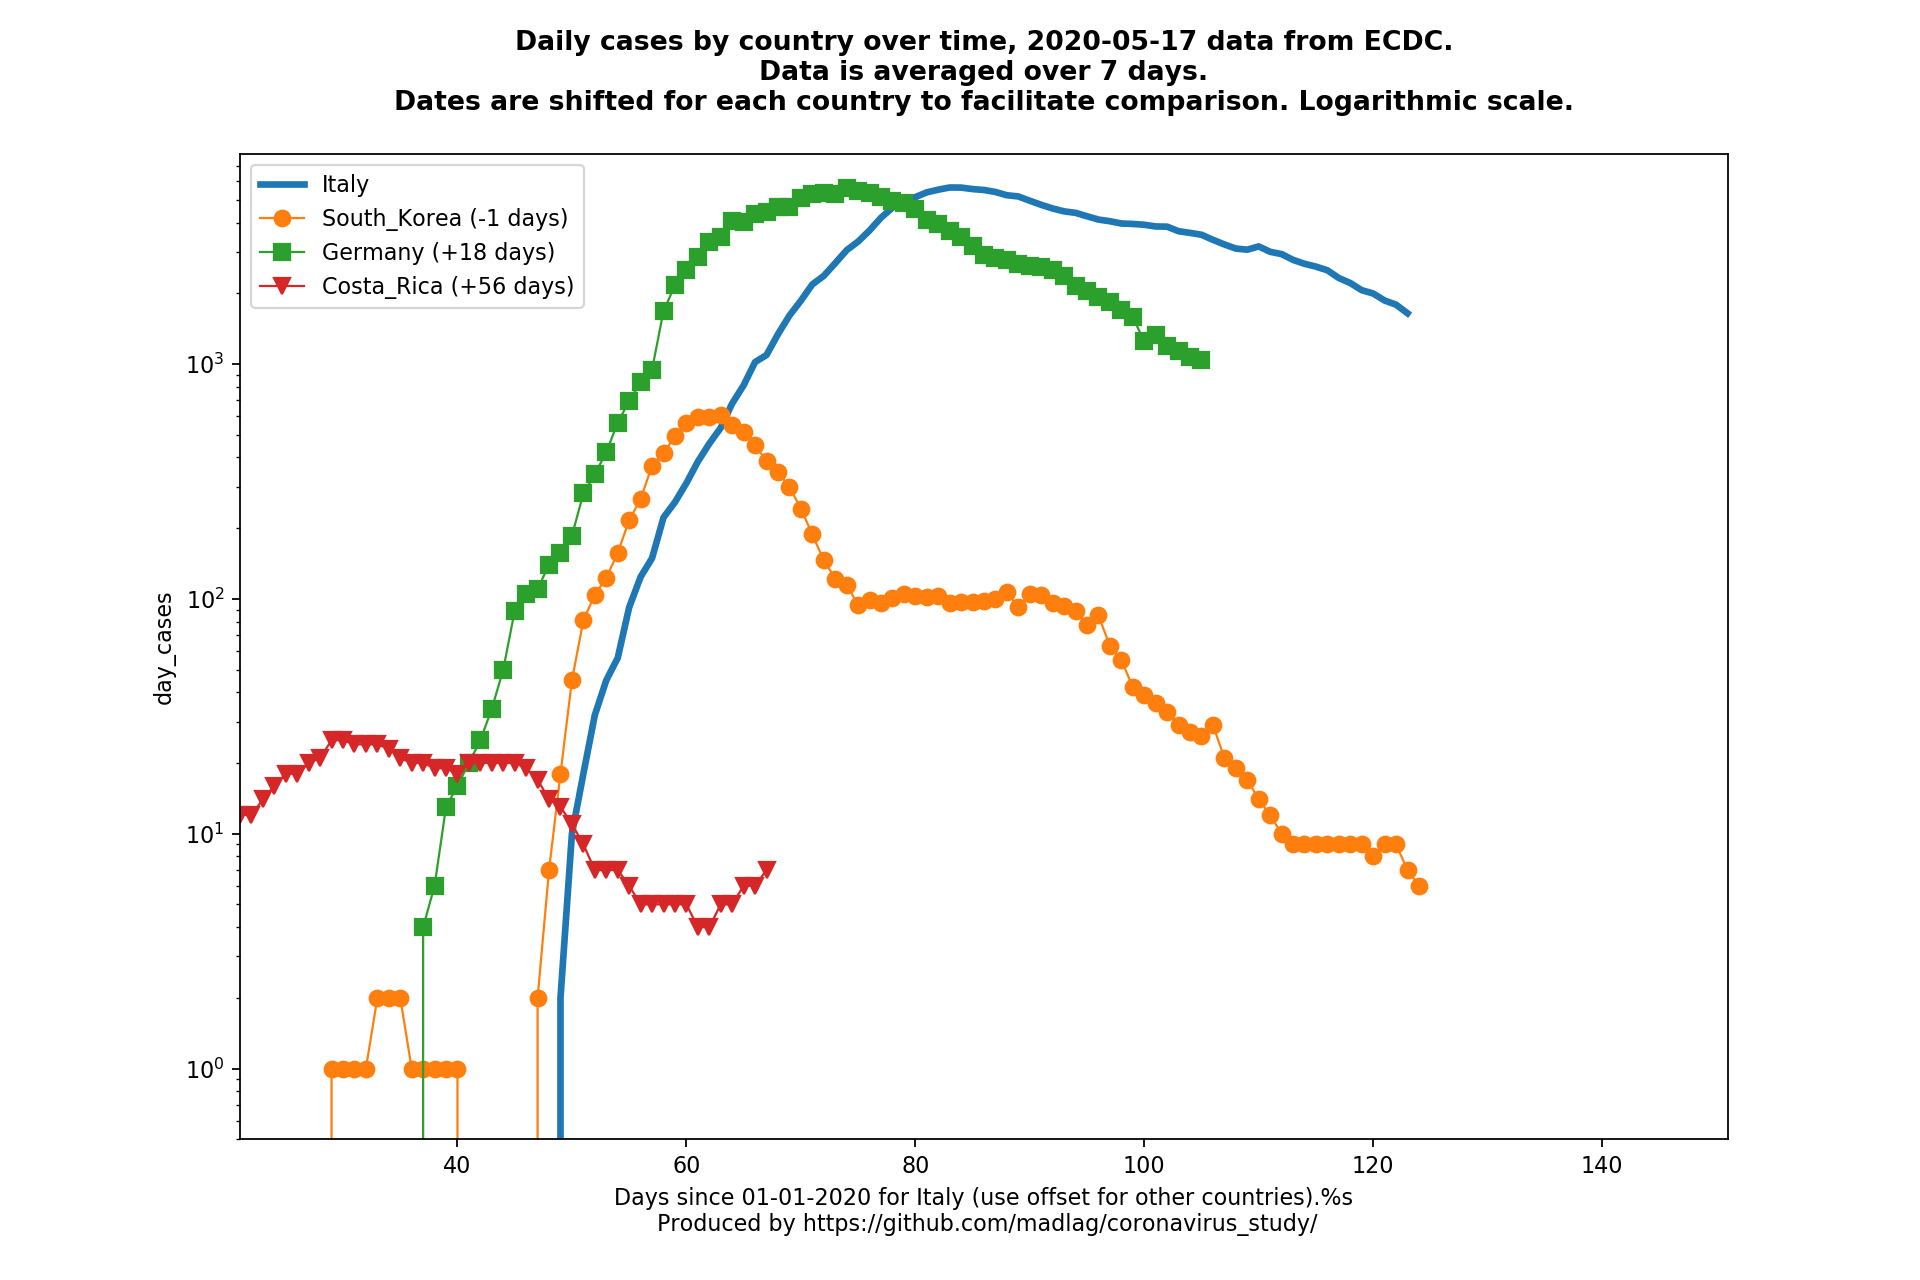 Daily cases by country over time, 2020-05-17 data from ECDC.
Data is averaged over 7 days.
Dates are shifted for each country to facilitate comparison. Logarithmic scale.
Italy
South_Korea (-1 days)
Germany (+18 days)
Costa_Rica (+56 days)
day_cases
10³
10²
10¹
10⁰
40 60 80 100 120 140
Days since 01-01-2020 for Italy (use offset for other countries).%s
Produced by https://github.com/madlag/coronavirus_study/